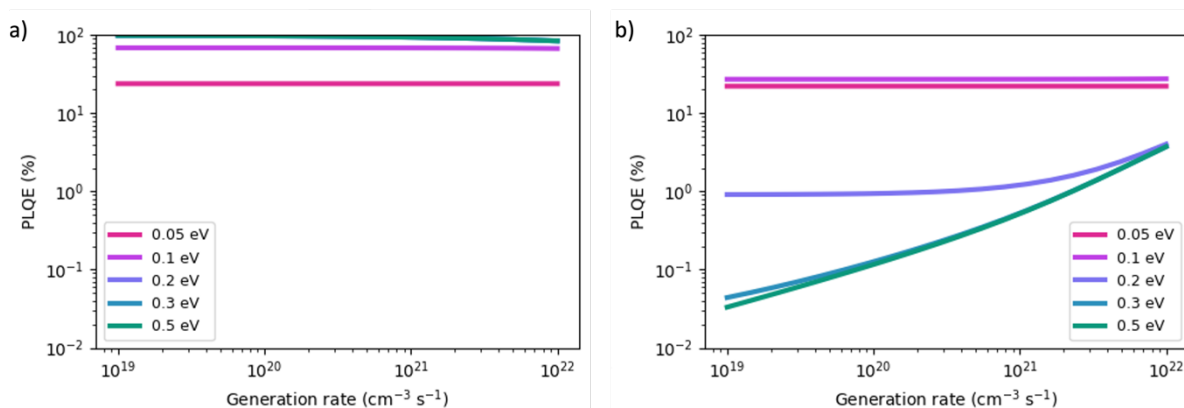 a)
PLQE (%)
10²
10¹
10⁰
10⁻¹
10⁻²
0.05 eV
0.1 eV
0.2 eV
0.3 eV
0.5 eV
10¹⁹ 10²⁰ 10²¹ 10²²
Generation rate (cm⁻³ s⁻¹)
b)
PLQE (%)
10²
10¹
10⁰
10⁻¹
10⁻²
0.05 eV
0.1 eV
0.2 eV
0.3 eV
0.5 eV
10¹⁹ 10²⁰ 10²¹ 10²²
Generation rate (cm⁻³ s⁻¹)